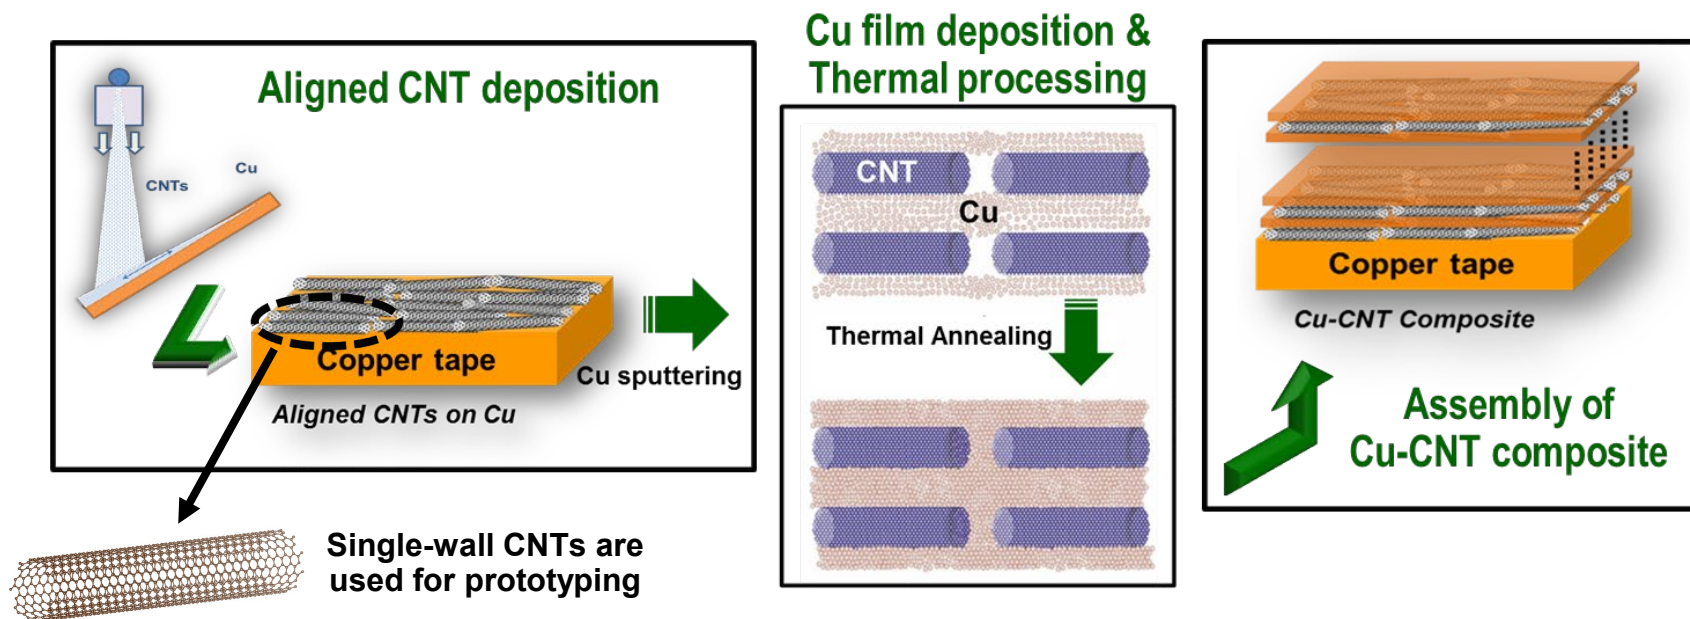 Aligned CNT deposition
CNTs
Cu
Copper tape
Aligned CNTs on Cu
Cu sputtering
Single-wall CNTs are
used for prototyping
Cu film deposition &
Thermal processing
CNT
Cu
Thermal Annealing
Copper tape
Cu-CNT Composite
Assembly of
Cu-CNT composite